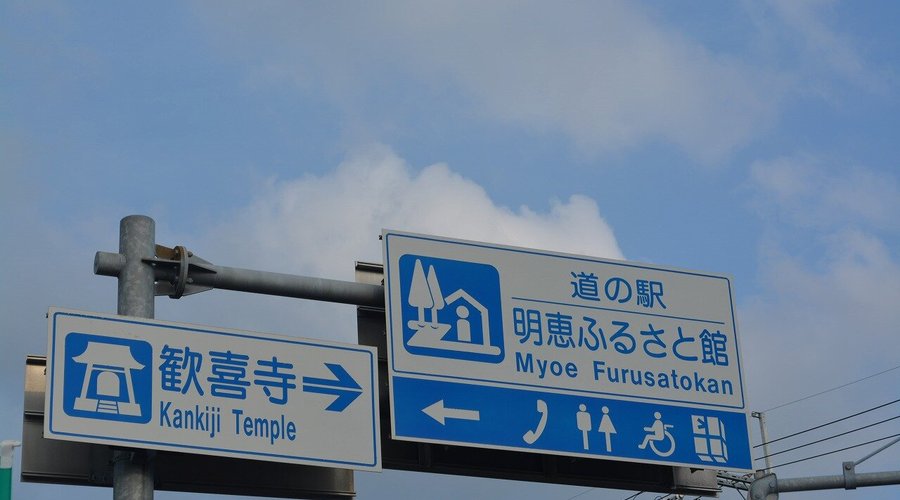 歓喜寺
Kankiji Temple
道の駅
明恵ふるさと館
Myoe Furusatokan